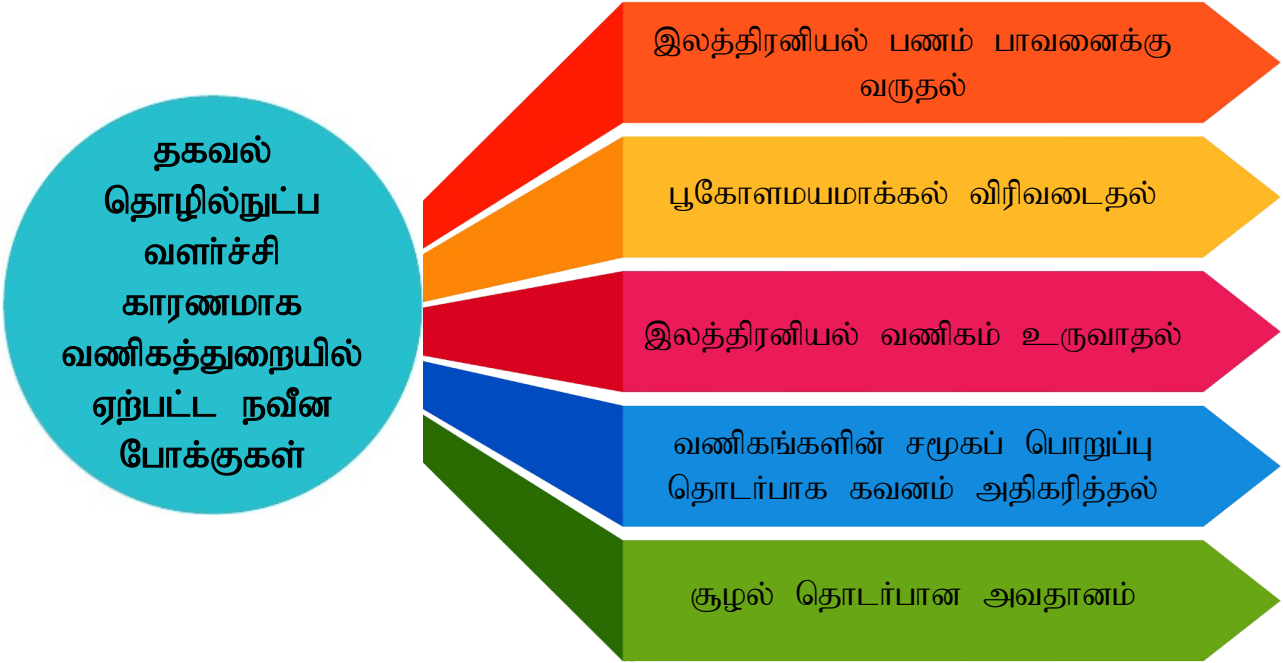 தகவல்
தொழில்நுட்ப
வளர்ச்சி
காரணமாக
வணிகத்துறையில்
ஏற்பட்ட நவீன
போக்குகள்
இலத்திரனியல் பணம் பாவனைக்கு
வருதல்
பூகோளமயமாக்கல் விரிவடைதல்
இலத்திரனியல் வணிகம் உருவாதல்
வணிகங்களின் சமூகப் பொறுப்பு
தொடர்பாக கவனம் அதிகரித்தல்
சூழல் தொடர்பான அவதானம்